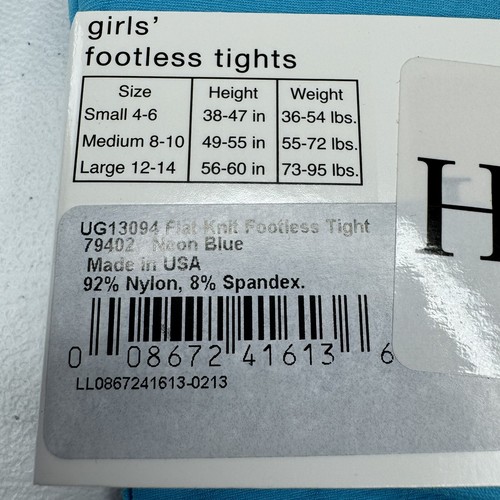 girls'
footless tights
Size Height Weight
Small 4-6 38-47 in 36-54 lbs.
Medium 8-10 49-55 in 55-72 lbs.
Large 12-14 56-60 in 73-95 lbs.
H
UG13094 Flat Knit Footless Tight
79402 Neon Blue
Made in USA
92% Nylon, 8% Spandex.
0 08672 41613 6
LL0867241613-0213